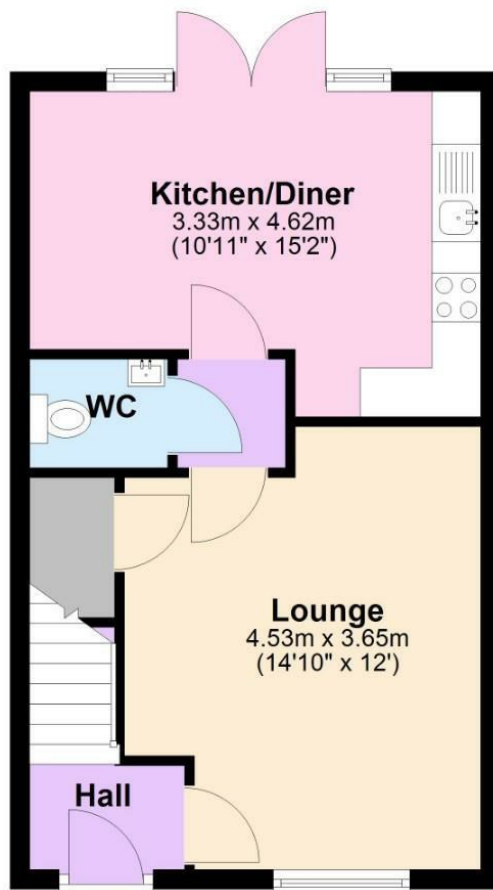 Kitchen/Diner
3.33m x 4.62m
(10'11" x 15'2")
WC
Lounge
4.53m x 3.65m
(14'10" x 12')
Hall